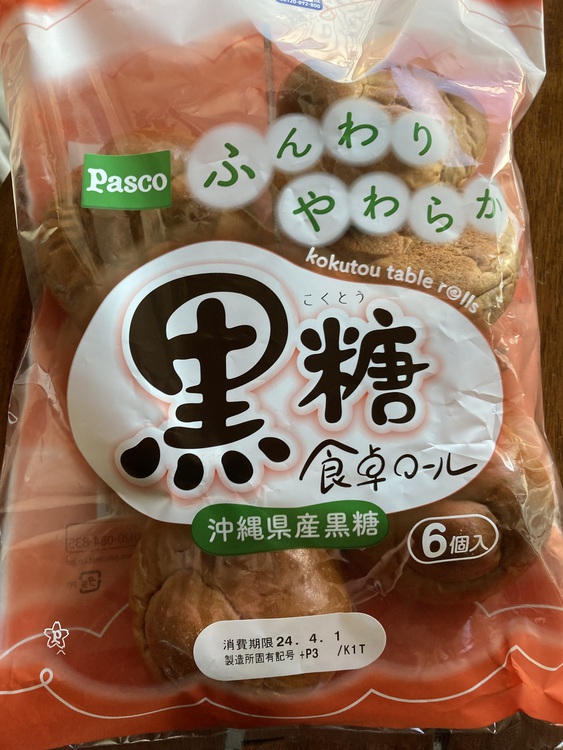 Pasco
ふんわり
やわらか
kokutou table rolls
こくとう
黒糖
食卓ロール
沖縄県産黒糖
6個入
消費期限 24. 4. 1
製造所固有記号 +P3 /K1T